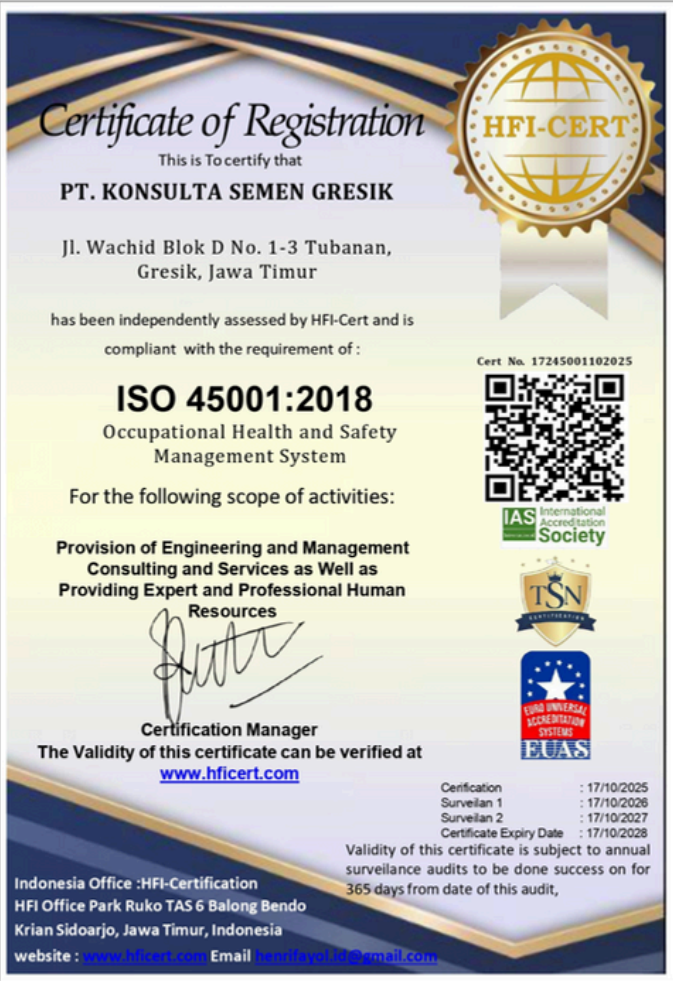 Certificate of Registration
This is To certify that
PT. KONSULTA SEMEN GRESIK
Jl. Wachid Blok D No. 1-3 Tubanan,
Gresik, Jawa Timur
has been independently assessed by HFI-Cert and is
compliant with the requirement of :
ISO 45001:2018
Occupational Health and Safety
Management System
For the following scope of activities:
Provision of Engineering and Management
Consulting and Services as Well as
Providing Expert and Professional Human
Resources
Certification Manager
The Validity of this certificate can be verified at
www.hficert.com
HFI-CERT
Cert No. 17245001102025
IAS International
Accreditation
Society
TSN
CERTIFICATION
EURO UNIVERSAL
ACCREDITATION
SYSTEMS
EUAS
Cerification : 17/10/2025
Surveilan 1 : 17/10/2026
Surveilan 2 : 17/10/2027
Certificate Expiry Date : 17/10/2028
Validity of this certificate is subject to annual
surveilance audits to be done success on for
365 days from date of this audit,
Indonesia Office :HFI-Certification
HFI Office Park Ruko TAS 6 Balong Bendo
Krian Sidoarjo, Jawa Timur, Indonesia
website : www.hficert.com Email henrifayol.id@gmail.com